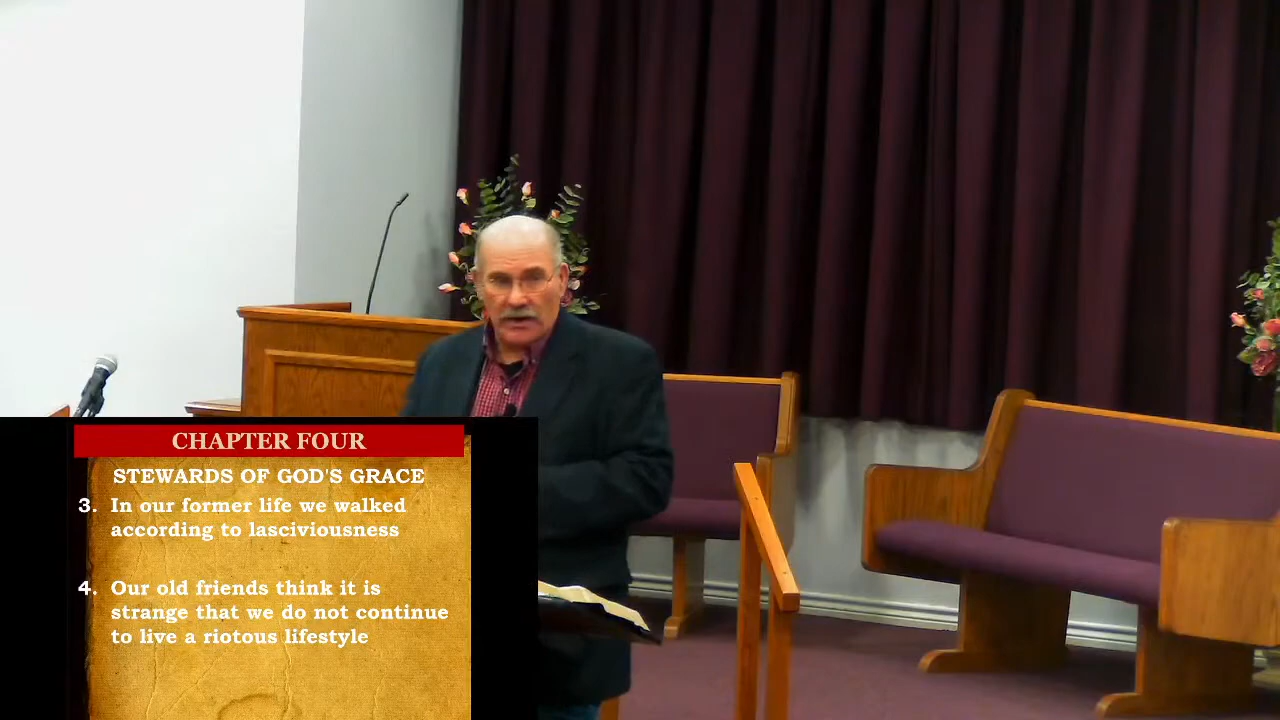 CHAPTER FOUR
STEWARDS OF GOD'S GRACE
3. In our former life we walked
according to lasciviousness
4. Our old friends think it is
strange that we do not continue
to live a riotous lifestyle